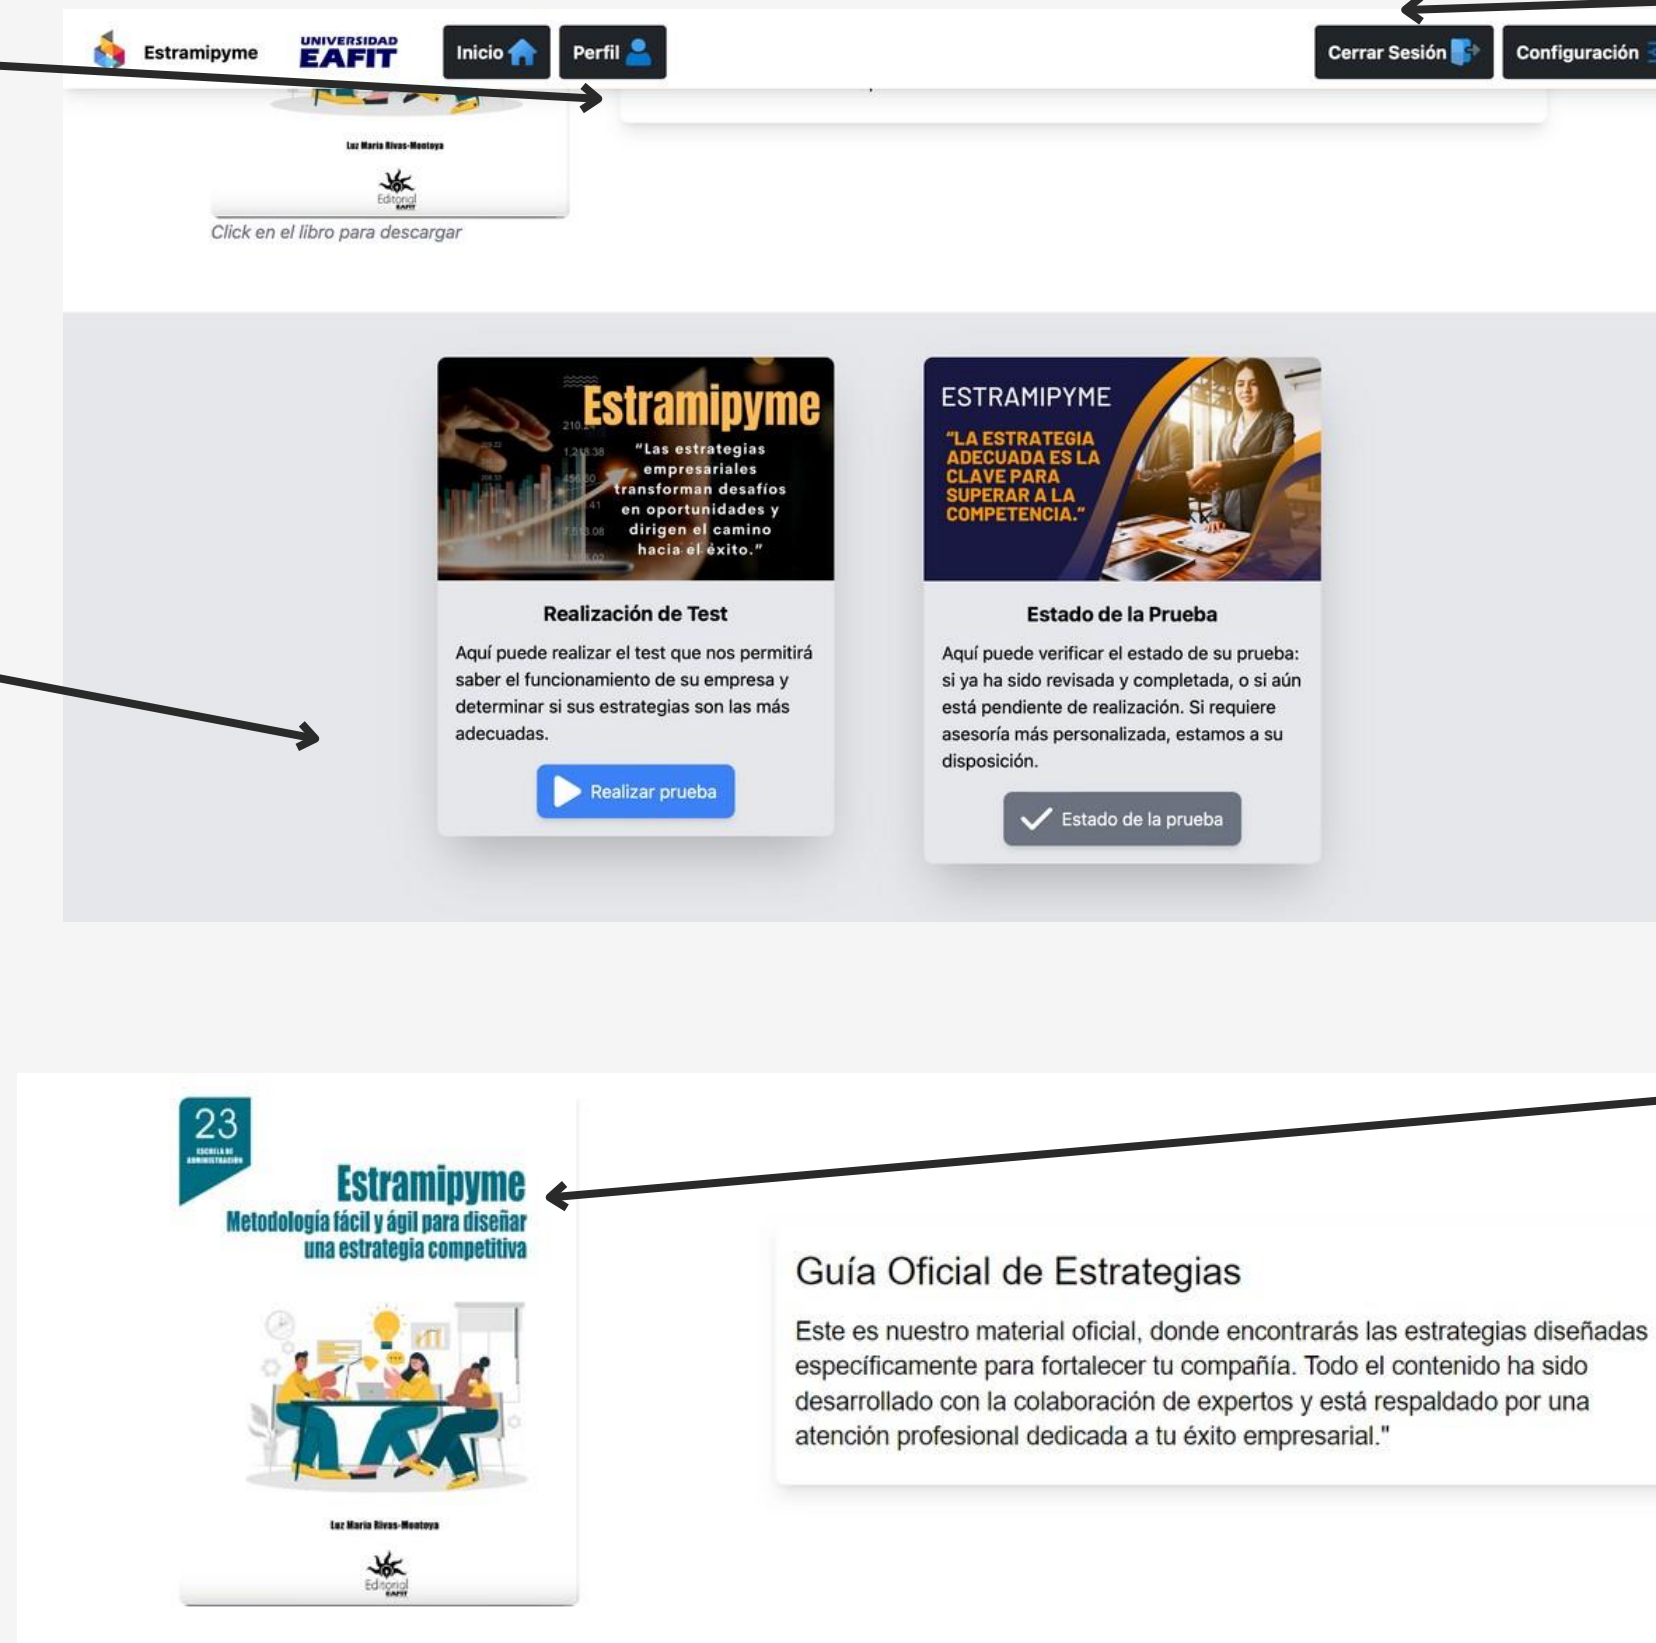 Estramipyme
UNIVERSIDAD
EAFIT
Inicio
Perfil
Cerrar Sesión
Configuración
Luz María Rivas-Montoya
Editorial
EAFIT
Click en el libro para descargar
Estramipyme
210.24
1,218.38
"Las estrategias
empresariales
transforman desafíos
en oportunidades y
dirigen el camino
hacia el éxito."
ESTRAMIPYME
"LA ESTRATEGIA
ADECUADA ES LA
CLAVE PARA
SUPERAR A LA
COMPETENCIA."
Realización de Test
Aquí puede realizar el test que nos permitirá
saber el funcionamiento de su empresa y
determinar si sus estrategias son las más
adecuadas.
Realizar prueba
Estado de la Prueba
Aquí puede verificar el estado de su prueba:
si ya ha sido revisada y completada, o si aún
está pendiente de realización. Si requiere
asesoría más personalizada, estamos a su
disposición.
Estado de la prueba
23
ESCUELA DE
ADMINISTRACIÓN
Estramipyme
Metodología fácil y ágil para diseñar
una estrategia competitiva
Luz María Rivas-Montoya
Editorial
EAFIT
Guía Oficial de Estrategias
Este es nuestro material oficial, donde encontrarás las estrategias diseñadas
específicamente para fortalecer tu compañía. Todo el contenido ha sido
desarrollado con la colaboración de expertos y está respaldado por una
atención profesional dedicada a tu éxito empresarial."